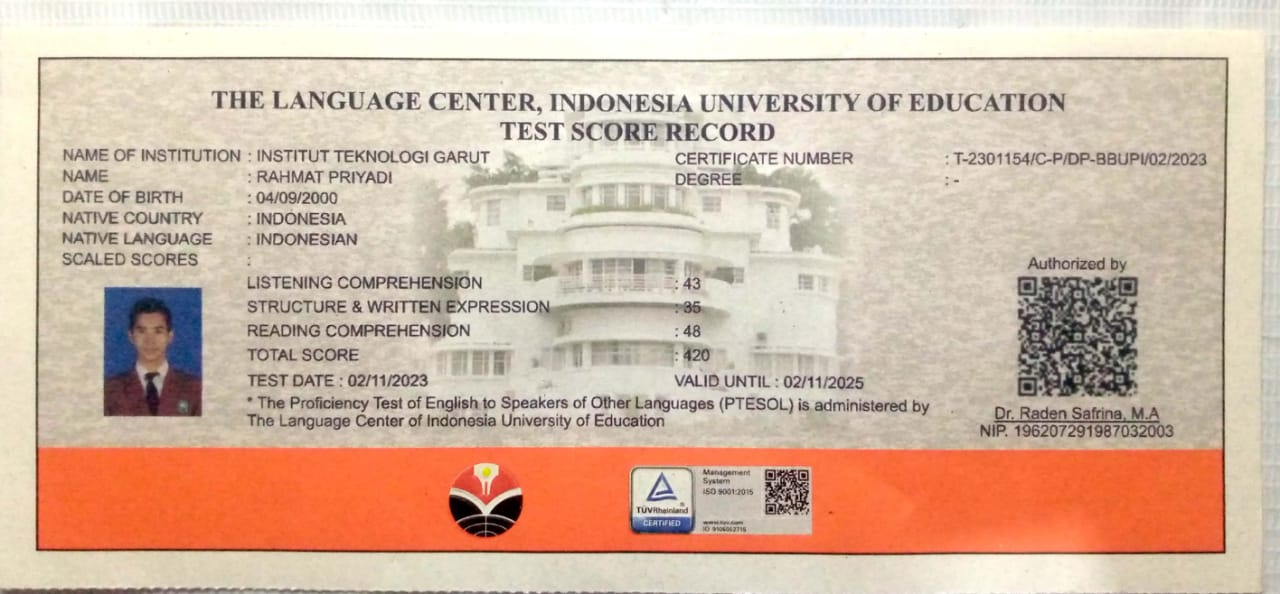 THE LANGUAGE CENTER, INDONESIA UNIVERSITY OF EDUCATION
TEST SCORE RECORD
NAME OF INSTITUTION : INSTITUT TEKNOLOGI GARUT
NAME : RAHMAT PRIYADI
DATE OF BIRTH : 04/09/2000
NATIVE COUNTRY : INDONESIA
NATIVE LANGUAGE : INDONESIAN
SCALED SCORES :
CERTIFICATE NUMBER : T-2301154/C-P/DP-BBUPI/02/2023
DEGREE : -
LISTENING COMPREHENSION : 43
STRUCTURE & WRITTEN EXPRESSION : 35
READING COMPREHENSION : 48
TOTAL SCORE : 420
TEST DATE : 02/11/2023 VALID UNTIL : 02/11/2025
* The Proficiency Test of English to Speakers of Other Languages (PTESOL) is administered by
The Language Center of Indonesia University of Education
Authorized by
Dr. Raden Safrina, M.A
NIP. 196207291987032003
TÜVRheinland
CERTIFIED
Management
System
ISO 9001:2015
www.tuv.com
ID 9105052715